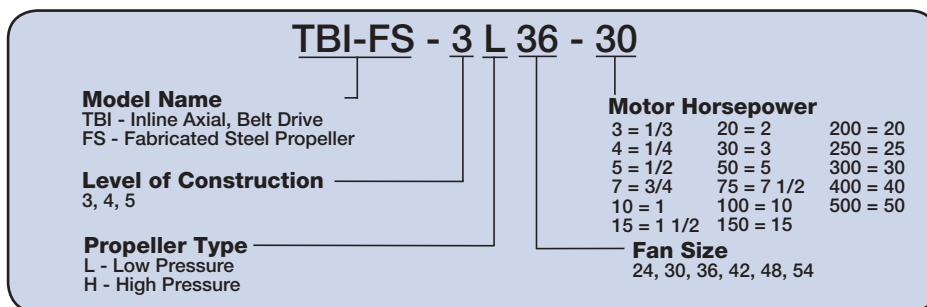 TBI-FS - 3 L 36 - 30
Model Name
TBI - Inline Axial, Belt Drive
FS - Fabricated Steel Propeller
Level of Construction
3, 4, 5
Propeller Type
L - Low Pressure
H - High Pressure
Motor Horsepower
3 = 1/3 20 = 2 200 = 20
4 = 1/4 30 = 3 250 = 25
5 = 1/2 50 = 5 300 = 30
7 = 3/4 75 = 7 1/2 400 = 40
10 = 1 100 = 10 500 = 50
15 = 1 1/2 150 = 15
Fan Size
24, 30, 36, 42, 48, 54